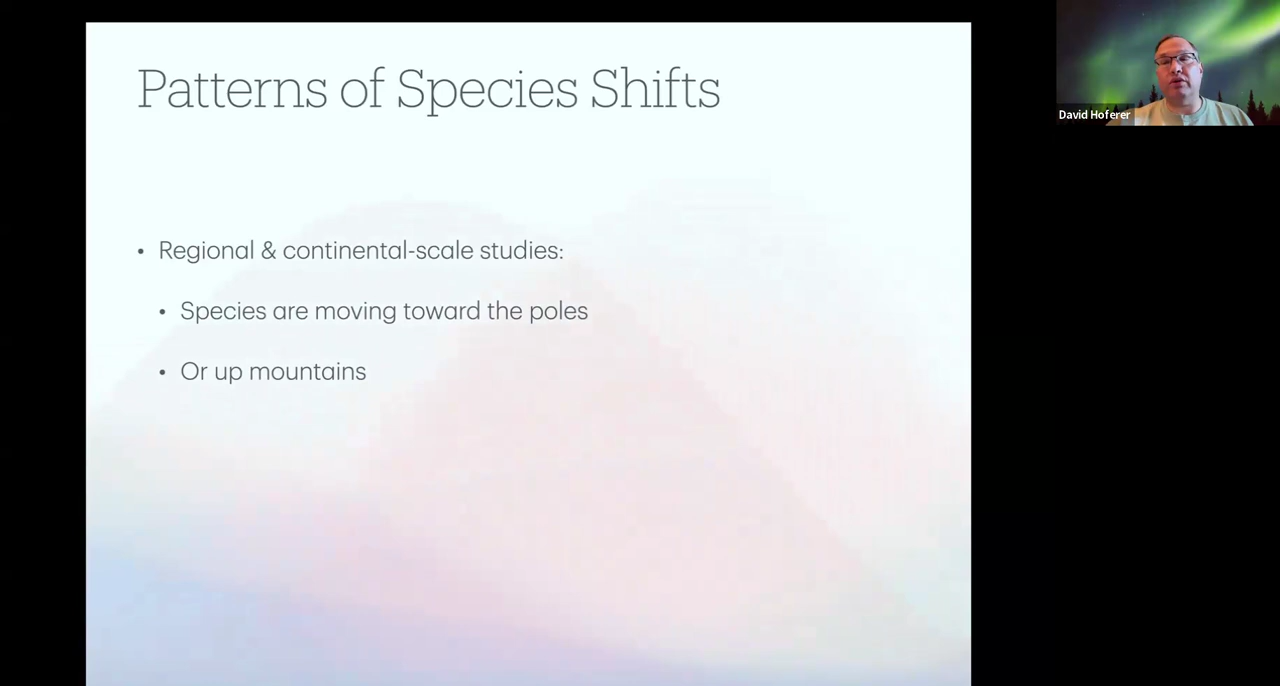 Patterns of Species Shifts
• Regional & continental-scale studies:
• Species are moving toward the poles
• Or up mountains
David Hoferer